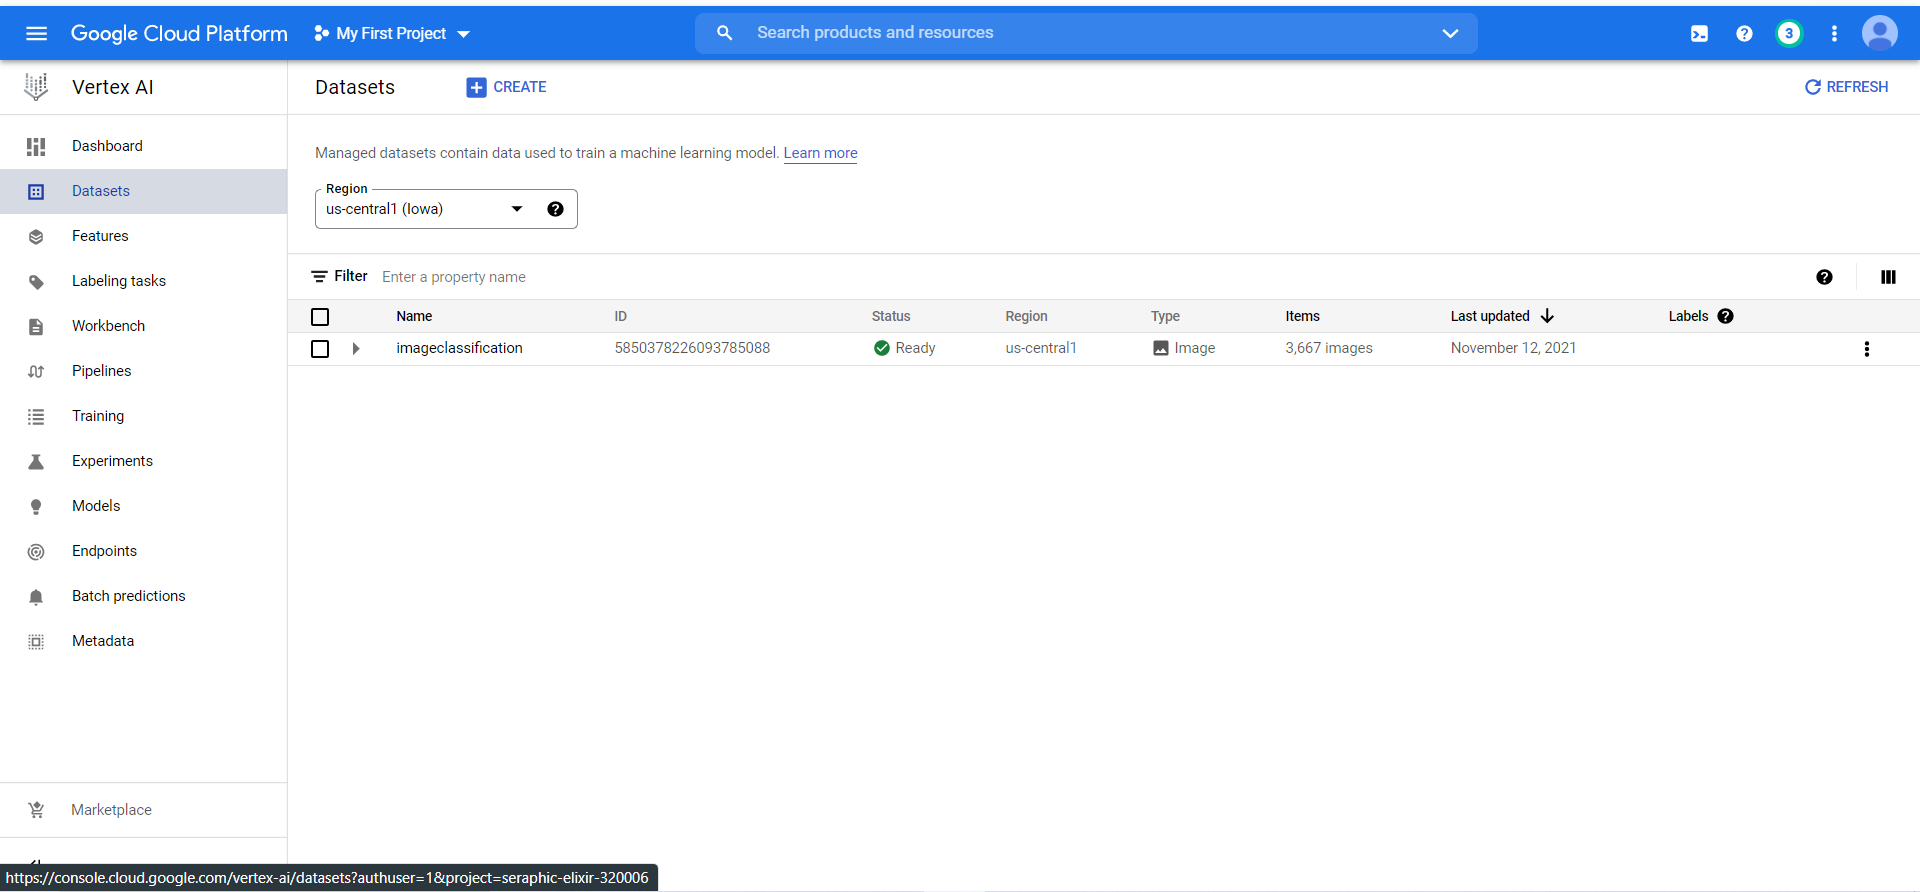 Google Cloud Platform My First Project Search products and resources 3
Vertex AI Datasets CREATE REFRESH
Dashboard
Datasets
Features
Labeling tasks
Workbench
Pipelines
Training
Experiments
Models
Endpoints
Batch predictions
Metadata
Marketplace
Managed datasets contain data used to train a machine learning model. Learn more
Region
us-central1 (Iowa)
Filter Enter a property name
Name ID Status Region Type Items Last updated Labels
imageclassification 5850378226093785088 Ready us-central1 Image 3,667 images November 12, 2021
https://console.cloud.google.com/vertex-ai/datasets?authuser=1&project=seraphic-elixir-320006